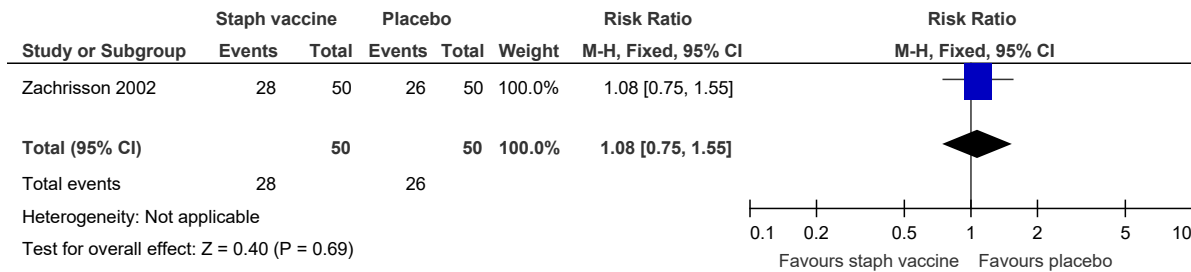 Staph vaccine Placebo Risk Ratio Risk Ratio
Study or Subgroup Events Total Events Total Weight M-H, Fixed, 95% CI M-H, Fixed, 95% CI
Zachrisson 2002 28 50 26 50 100.0% 1.08 [0.75, 1.55]
Total (95% CI) 50 50 100.0% 1.08 [0.75, 1.55]
Total events 28 26
Heterogeneity: Not applicable
Test for overall effect: Z = 0.40 (P = 0.69)
0.1 0.2 0.5 1 2 5 10
Favours staph vaccine Favours placebo